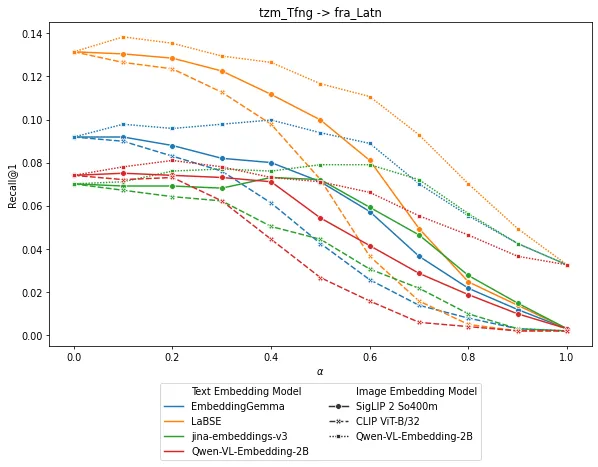 tzm_Tfng -> fra_Latn
0.14
0.12
0.10
0.08
0.06
0.04
0.02
0.00
Recall@1
0.0 0.2 0.4 0.6 0.8 1.0
α
Text Embedding Model
EmbeddingGemma
LaBSE
jina-embeddings-v3
Qwen-VL-Embedding-2B
Image Embedding Model
SigLIP 2 So400m
CLIP ViT-B/32
Qwen-VL-Embedding-2B